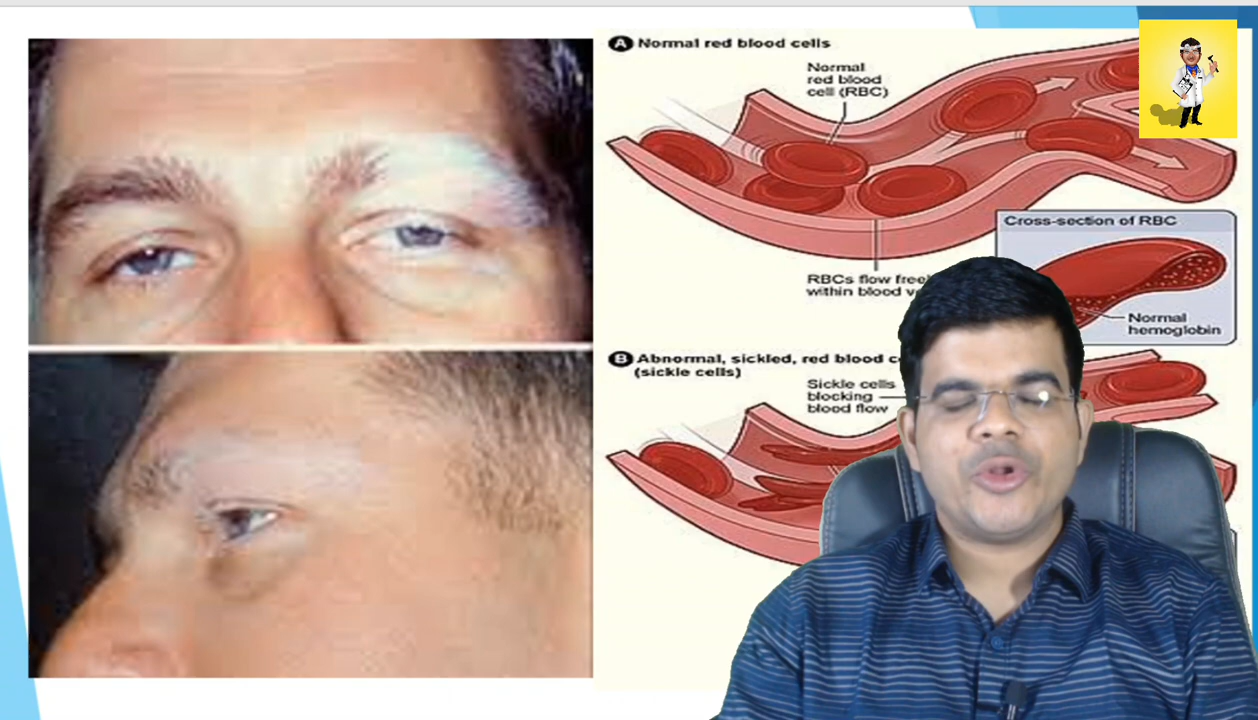 A Normal red blood cells
Normal
red blood
cell (RBC)
Cross-section of RBC
RBCs flow
within blood
Normal
hemoglobin
B Abnormal, sickled, red blood
(sickle cells)
Sickle cells
blocking
blood flow